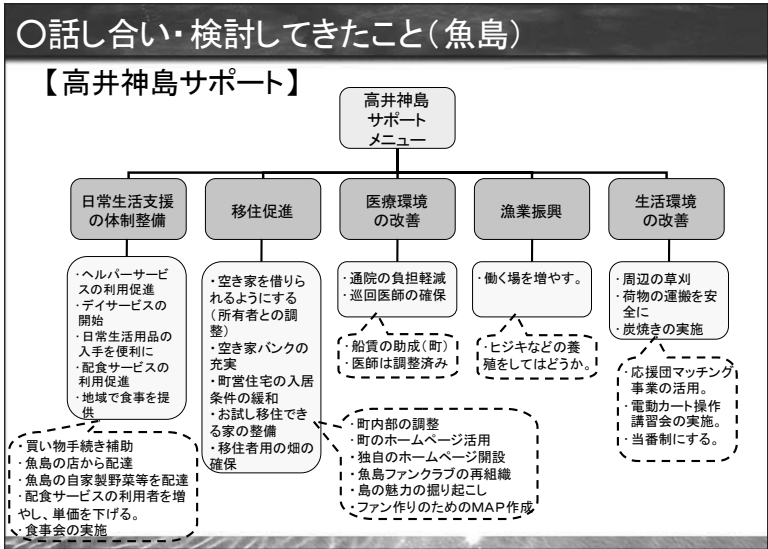 〇話し合い・検討してきたこと(魚島)
【高井神島サポート】
高井神島
サポート
メニュー
日常生活支援
の体制整備
移住促進
医療環境
の改善
漁業振興
生活環境
の改善
・ヘルパーサービ
スの利用促進
・デイサービスの
開始
・日常生活用品の
入手を便利に
・配食サービスの
利用促進
・地域で食事を提
供
・買い物手続き補助
・魚島の店から配達
・魚島の自家製野菜等を配達
・配食サービスの利用者を増
やし、単価を下げる。
・食事会の実施
・空き家を借りら
れるようにする
(所有者との調
整)
・空き家バンクの
充実
・町営住宅の入居
条件の緩和
・お試し移住でき
る家の整備
・移住者用の畑の
確保
・町内部の調整
・町のホームページ活用
・独自のホームページ開設
・魚島ファンクラブの再組織
・島の魅力の掘り起こし
・ファン作りのためのMAP作成
・通院の負担軽減
・巡回医師の確保
・船賃の助成(町)
・医師は調整済み
・働く場を増やす。
・ヒジキなどの養
殖をしてはどうか。
・周辺の草刈
・荷物の運搬を安
全に
・炭焼きの実施
・応援団マッチング
事業の活用。
・電動カート操作
講習会の実施。
・当番制にする。